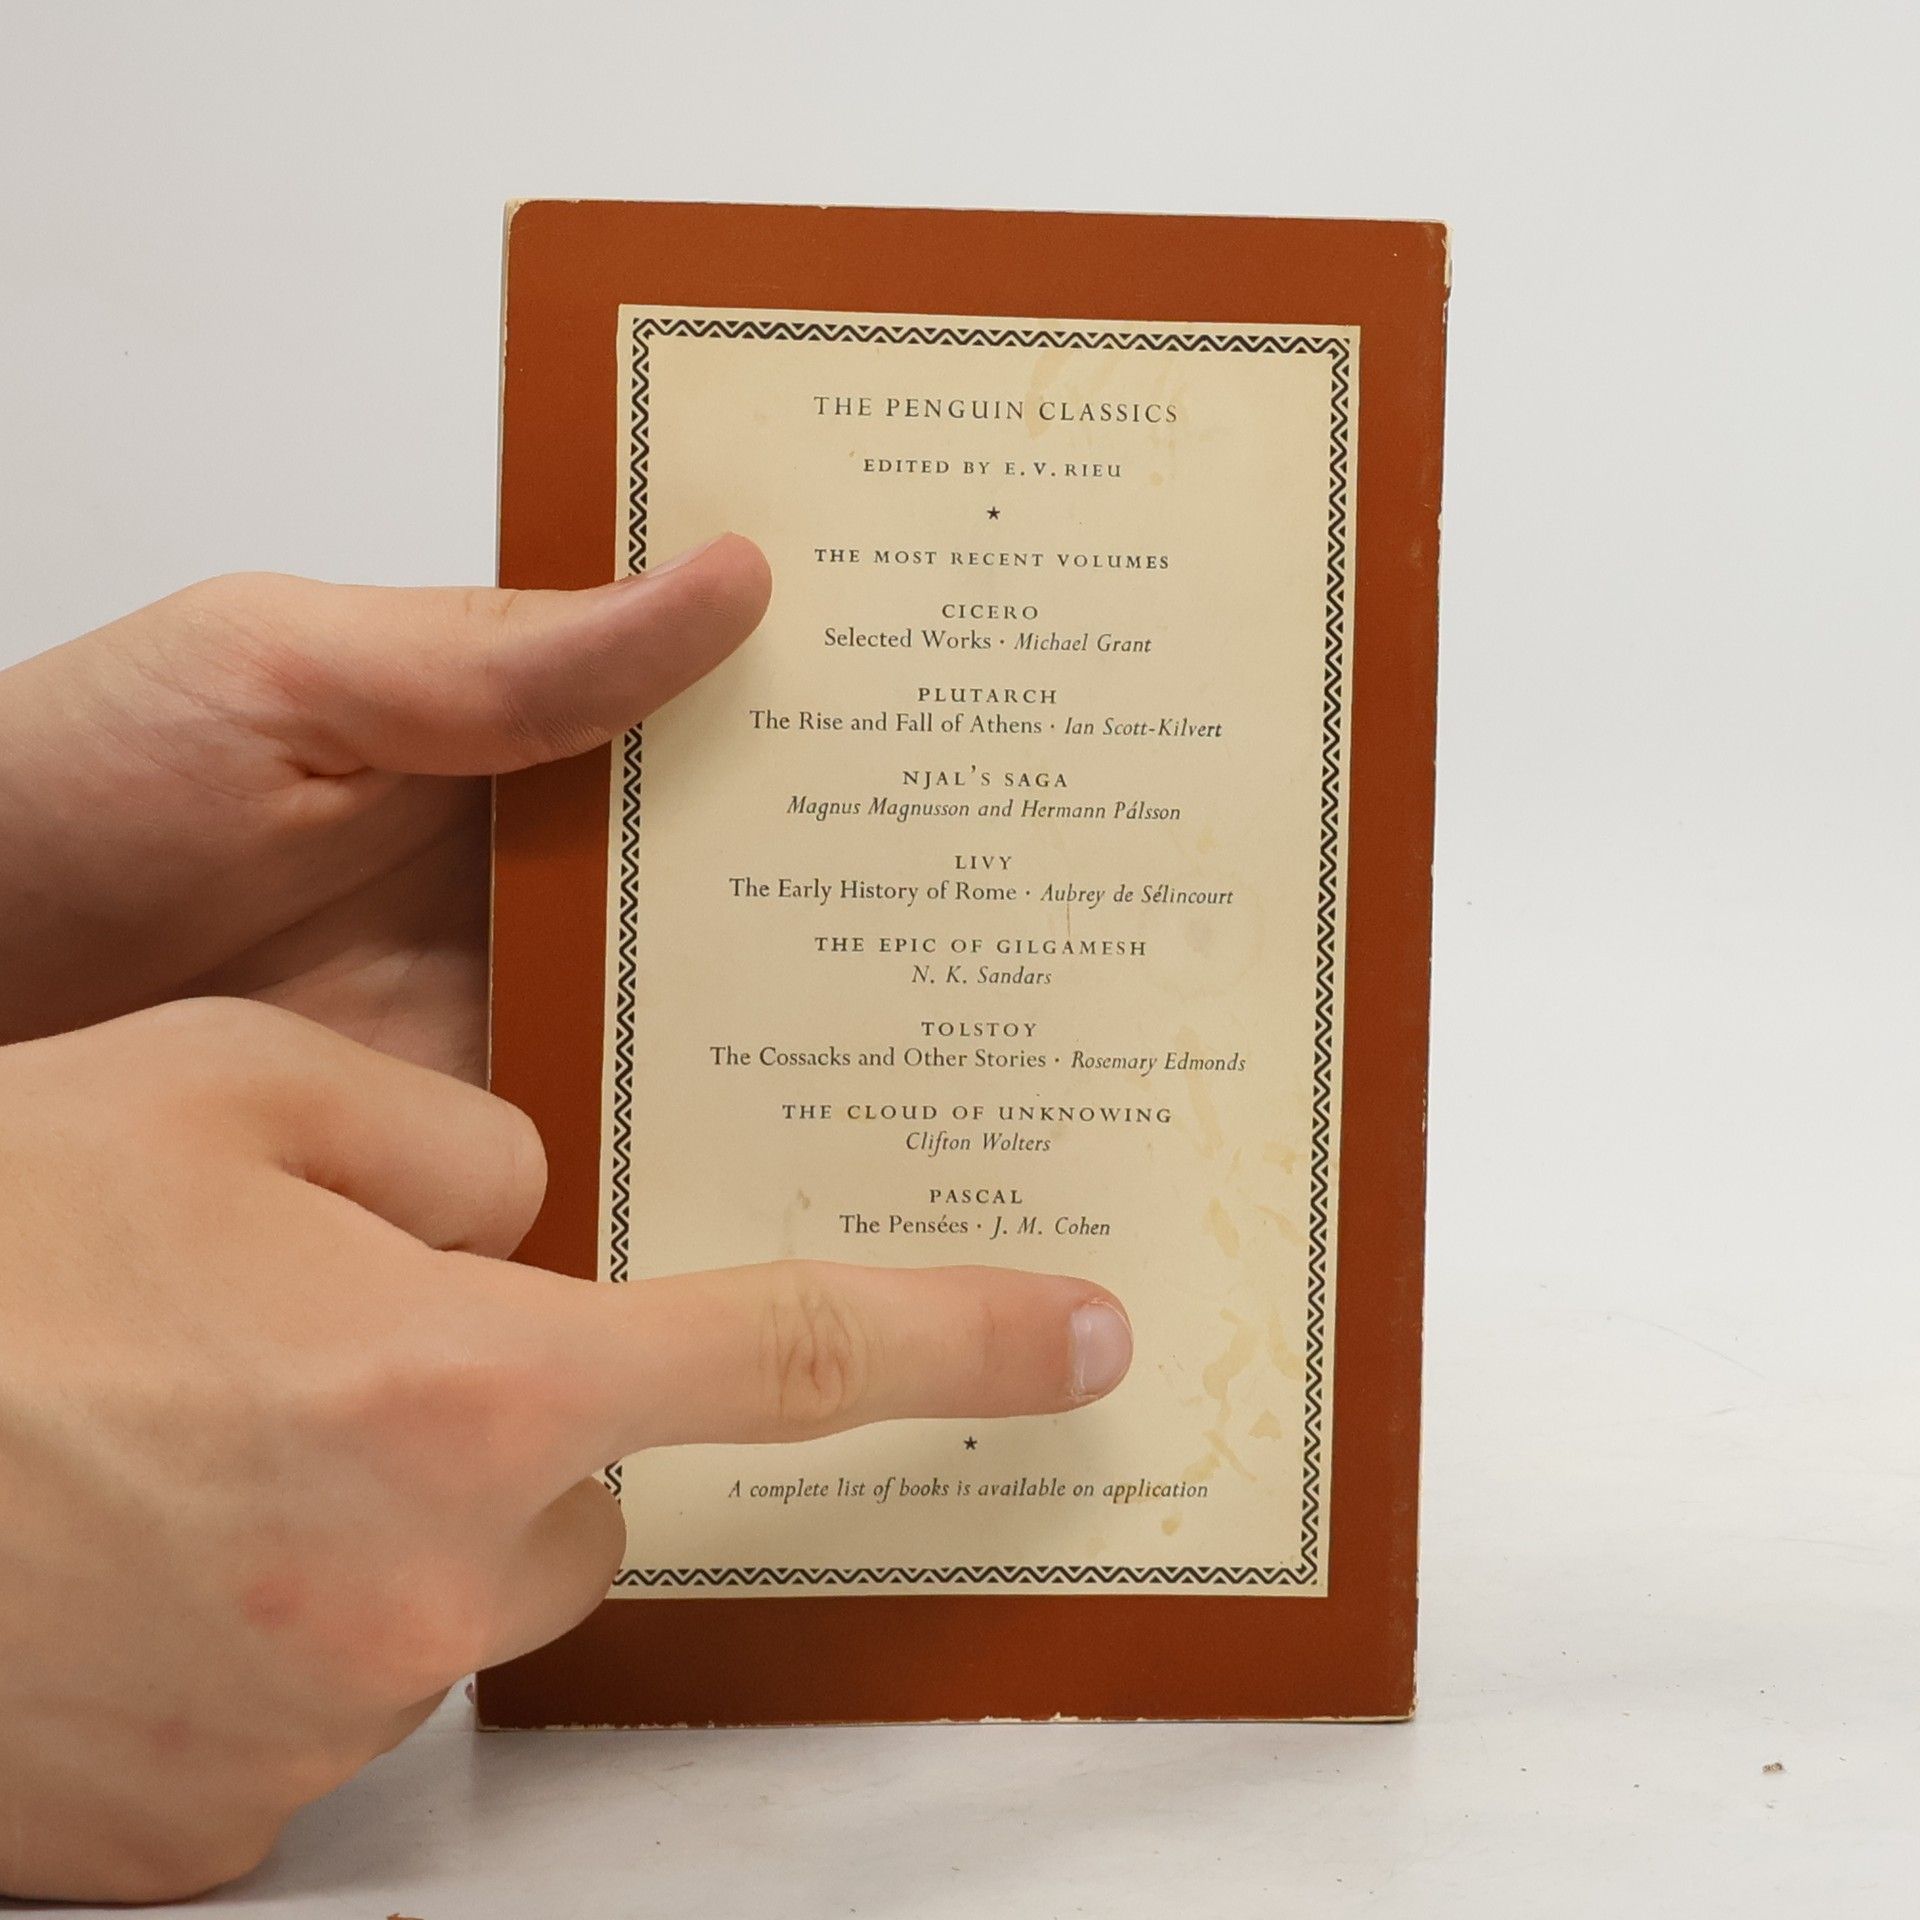 THE PENGUIN CLASSICS
EDITED BY E. V. RIEU
★
THE MOST RECENT VOLUMES
CICERO
Selected Works · Michael Grant
PLUTARCH
The Rise and Fall of Athens · Ian Scott-Kilvert
NJAL'S SAGA
Magnus Magnusson and Hermann Pálsson
LIVY
The Early History of Rome · Aubrey de Sélincourt
THE EPIC OF GILGAMESH
N. K. Sandars
TOLSTOY
The Cossacks and Other Stories · Rosemary Edmonds
THE CLOUD OF UNKNOWING
Clifton Wolters
PASCAL
The Pensées · J. M. Cohen
★
A complete list of books is available on application